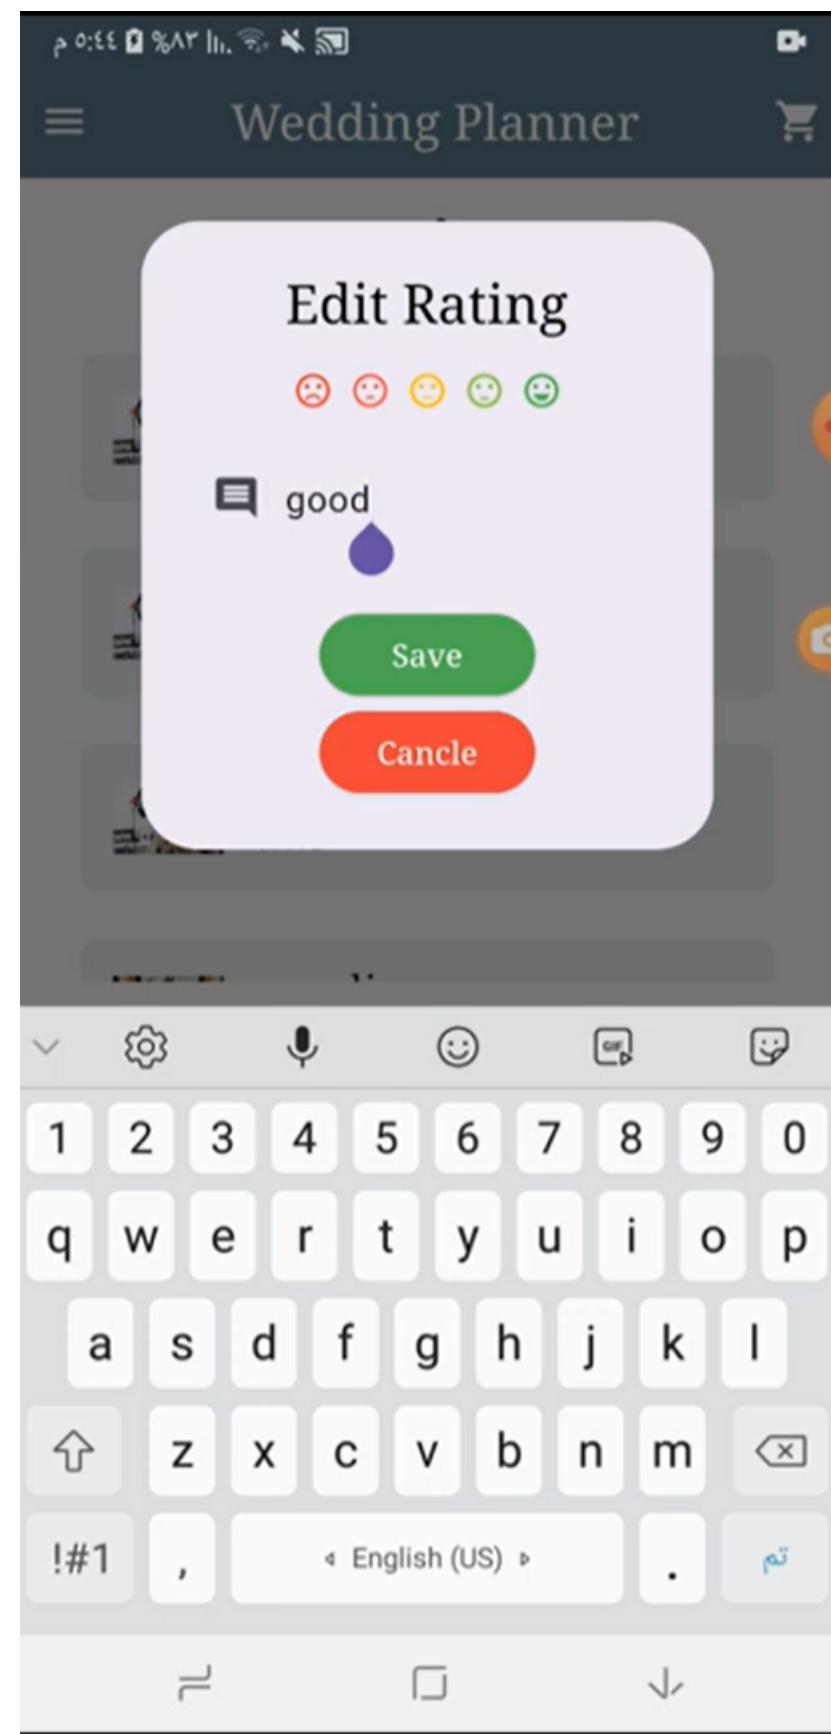 م ٥:٤٤ %٨٣
Wedding Planner
Edit Rating
good
Save
Cancle
GIF
1 2 3 4 5 6 7 8 9 0
q w e r t y u i o p
a s d f g h j k l
z x c v b n m
!#1 , English (US) . تم